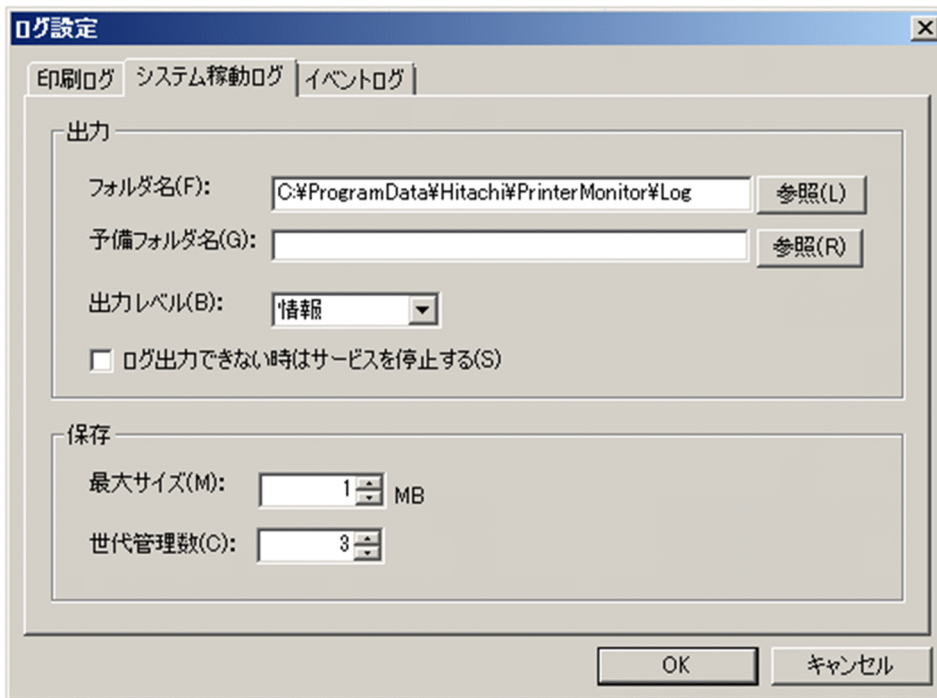 ログ設定
印刷ログ システム稼動ログ イベントログ
出力
フォルダ名(F): C:¥ProgramData¥Hitachi¥PrinterMonitor¥Log 参照(L)
予備フォルダ名(G): 参照(R)
出力レベル(B): 情報
ログ出力できない時はサービスを停止する(S)
保存
最大サイズ(M): 1 MB
世代管理数(C): 3
OK キャンセル